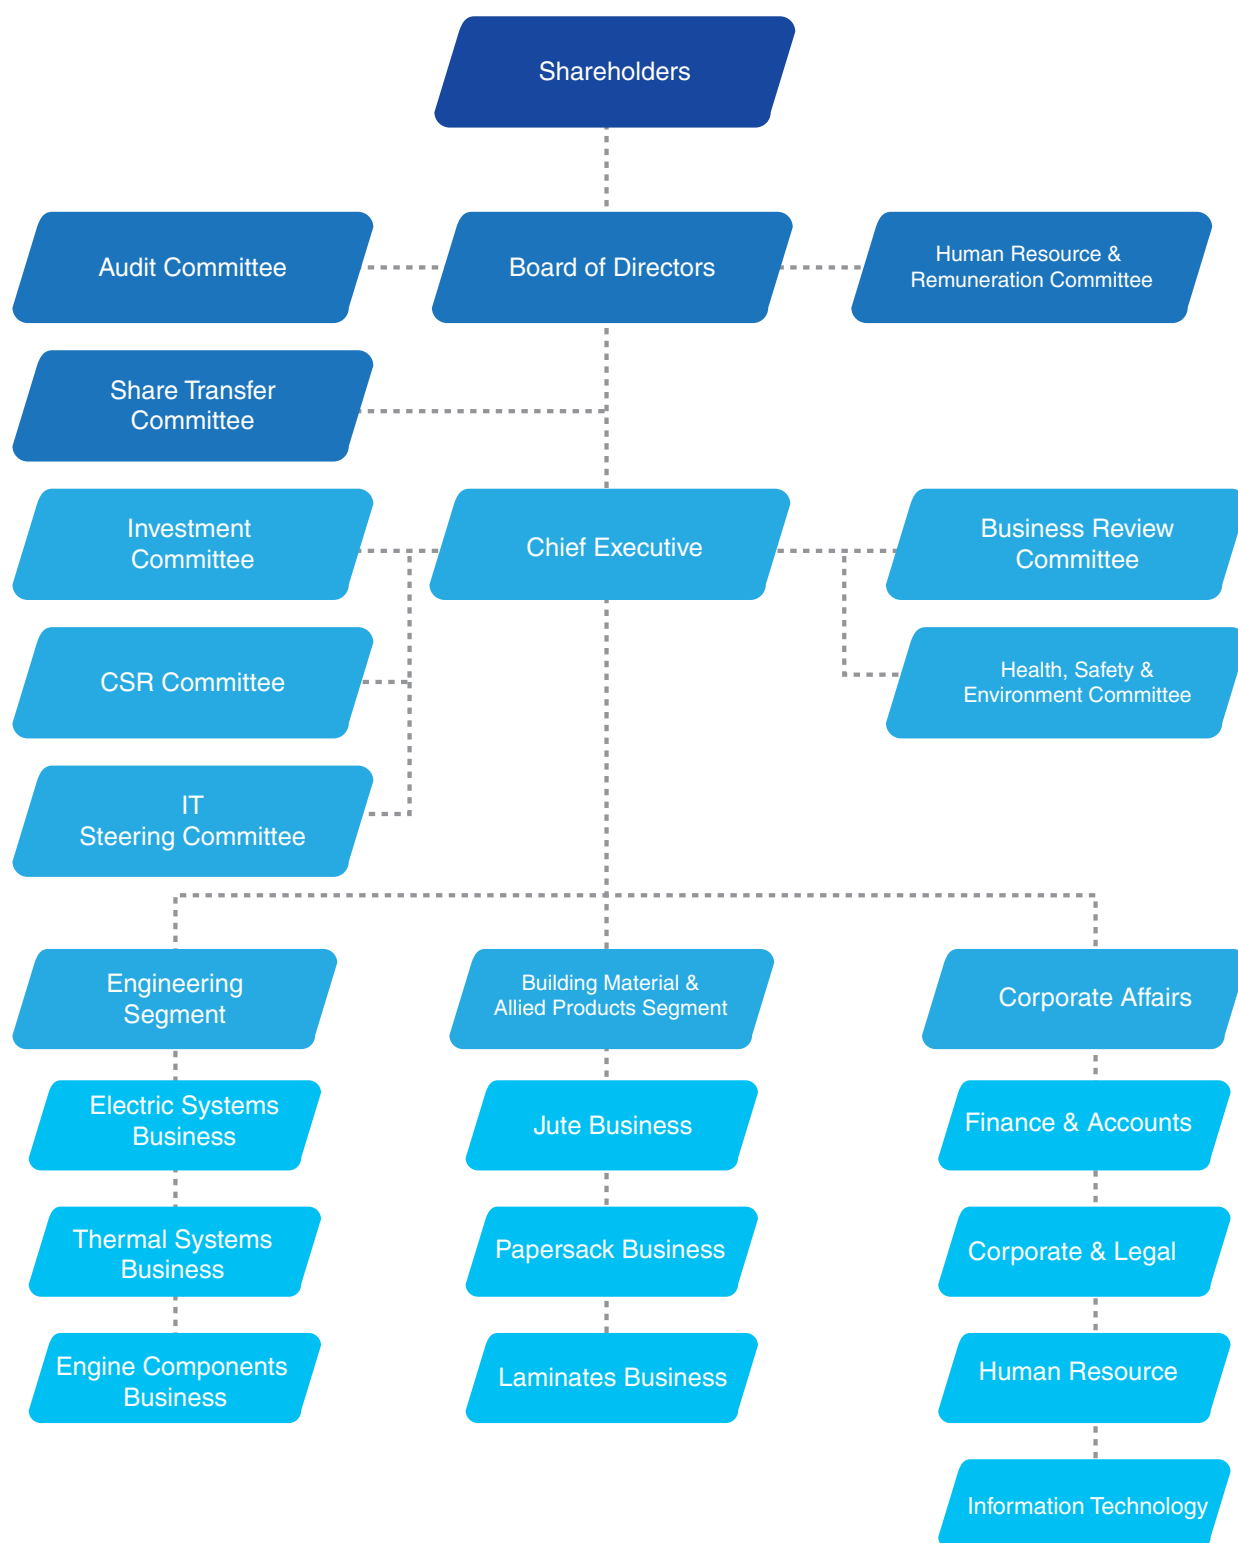 Shareholders
Audit Committee
Board of Directors
Human Resource &
Remuneration Committee
Share Transfer
Committee
Investment
Committee
Chief Executive
Business Review
Committee
CSR Committee
Health, Safety &
Environment Committee
IT
Steering Committee
Engineering
Segment
Building Material &
Allied Products Segment
Corporate Affairs
Electric Systems
Business
Jute Business
Finance & Accounts
Thermal Systems
Business
Papersack Business
Corporate & Legal
Engine Components
Business
Laminates Business
Human Resource
Information Technology